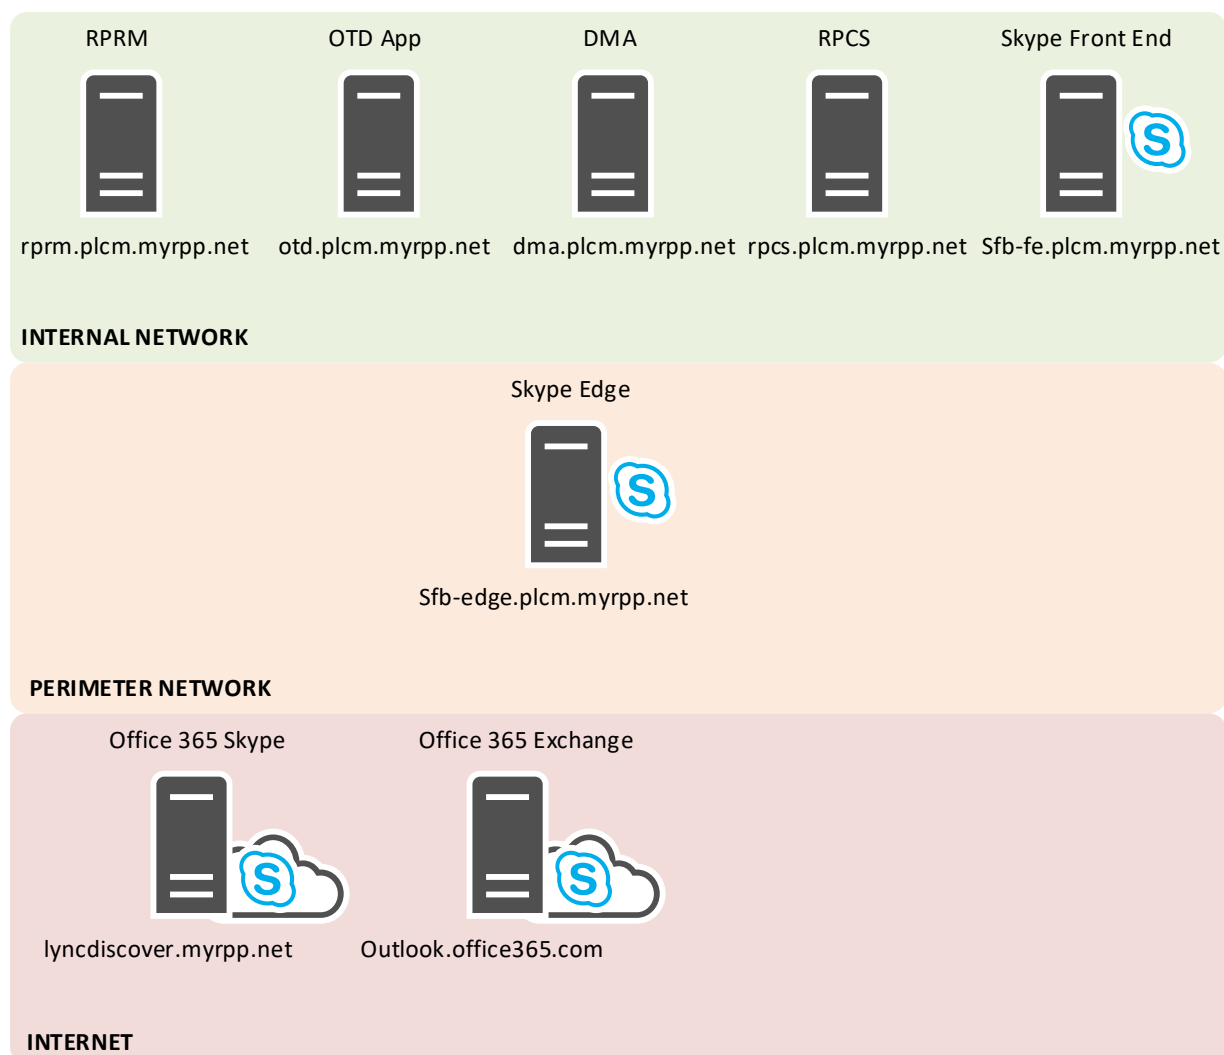 RPRM
OTD App
DMA
RPCS
Skype Front End
S
rprm.plcm.myrpp.net
otd.plcm.myrpp.net
dma.plcm.myrpp.net
rpcs.plcm.myrpp.net
Sfb-fe.plcm.myrpp.net
INTERNAL NETWORK
Skype Edge
S
Sfb-edge.plcm.myrpp.net
PERIMETER NETWORK
Office 365 Skype
Office 365 Exchange
S
S
lyncdiscover.myrpp.net
Outlook.office365.com
INTERNET